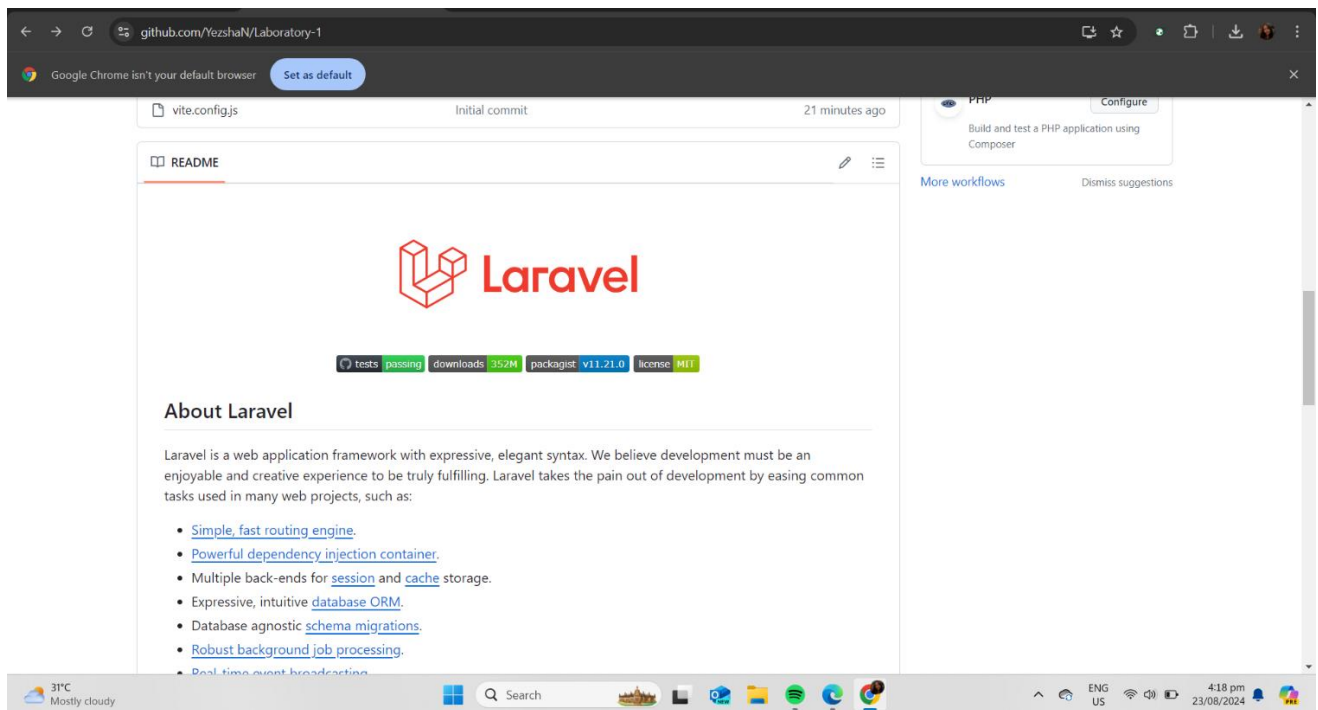 github.com/YezshaN/Laboratory-1
Google Chrome isn't your default browser Set as default
vite.config.js Initial commit 21 minutes ago
PHP Configure
Build and test a PHP application using
Composer
README
More workflows Dismiss suggestions
Laravel
tests passing downloads 352M packagist v11.21.0 license MIT
About Laravel
Laravel is a web application framework with expressive, elegant syntax. We believe development must be an
enjoyable and creative experience to be truly fulfilling. Laravel takes the pain out of development by easing common
tasks used in many web projects, such as:
• Simple, fast routing engine.
• Powerful dependency injection container.
• Multiple back-ends for session and cache storage.
• Expressive, intuitive database ORM.
• Database agnostic schema migrations.
• Robust background job processing.
• Real-time event broadcasting.
31°C
Mostly cloudy
Search
NEW
ENG
US
4:18 pm
23/08/2024
PRE